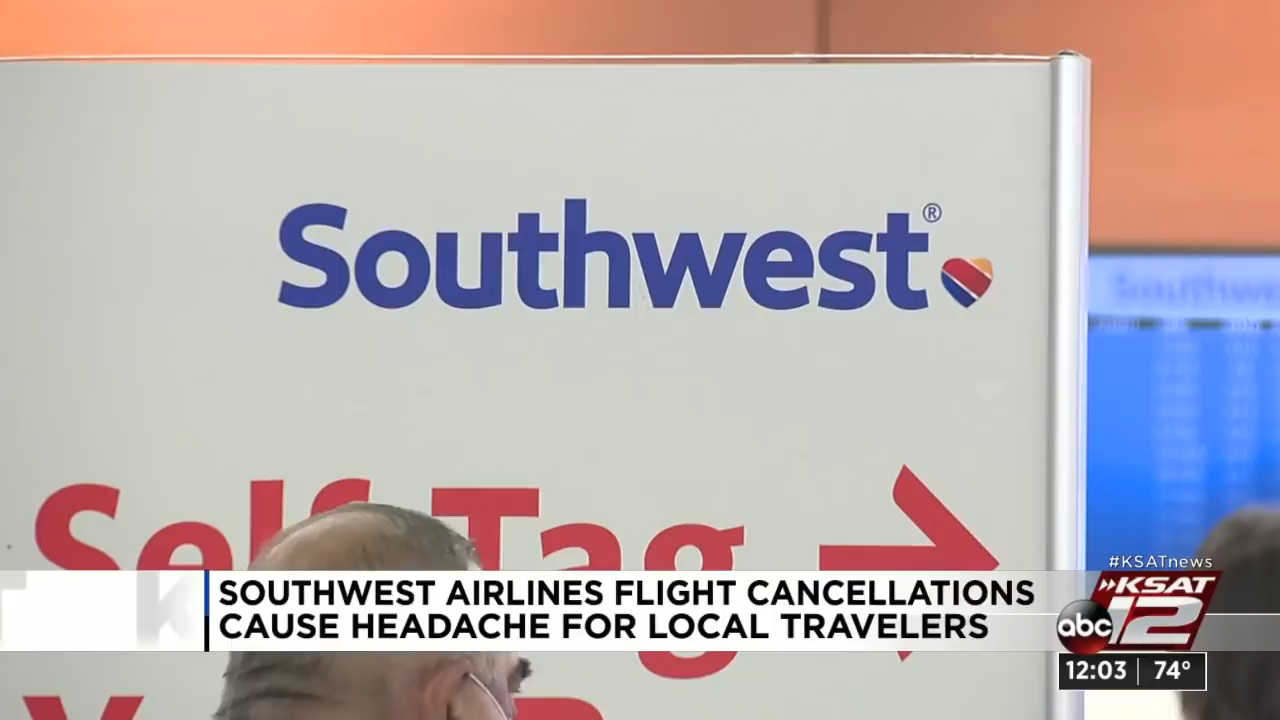 Southwest®
Southwe
Self Tag
#KSATnews
SOUTHWEST AIRLINES FLIGHT CANCELLATIONS
CAUSE HEADACHE FOR LOCAL TRAVELERS
KSAT
abc 12
12:03 74°